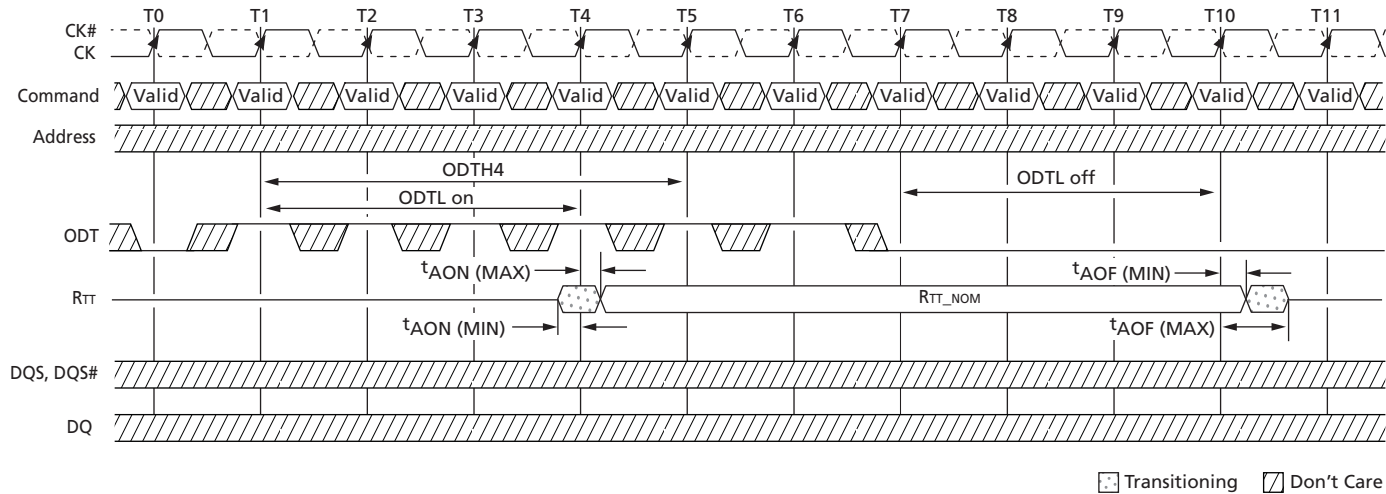 T0 T1 T2 T3 T4 T5 T6 T7 T8 T9 T10 T11
CK#
CK
Command Valid Valid Valid Valid Valid Valid Valid Valid Valid Valid Valid Valid
Address
ODTH4
ODTL off
ODTL on
ODT
tAON (MAX) tAOF (MIN)
RTT RTT_NOM
tAON (MIN) tAOF (MAX)
DQS, DQS#
DQ
Transitioning Don't Care